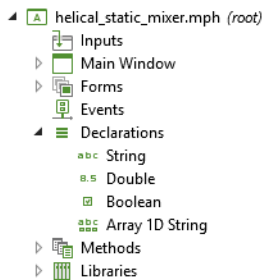 A helical_static_mixer.mph (root)
Inputs
Main Window
Forms
Events
Declarations
abc String
8.5 Double
Boolean
abc Array 1D String
Methods
Libraries